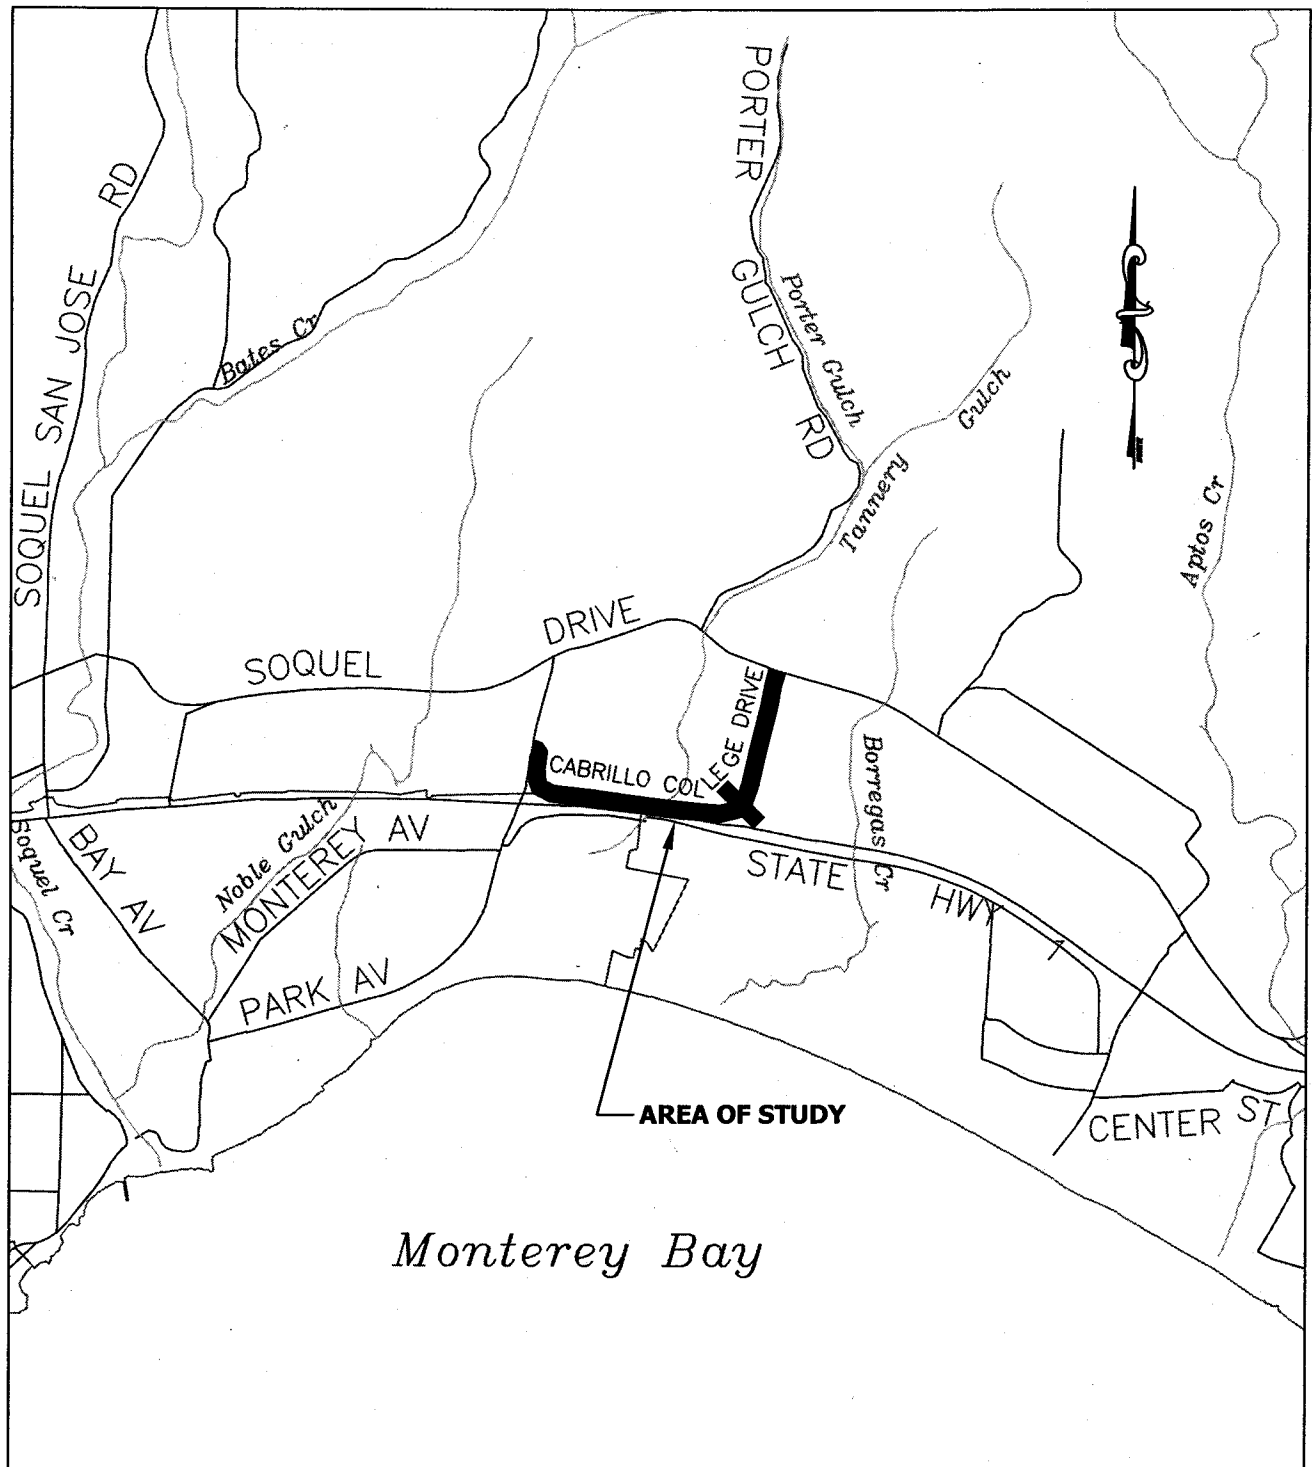 PORTER
GULCH
RD
Porter Gulch
SOQUEL SAN JOSE
RD
Bates Cr
Tannery
Gulch
Aptos Cr
SOQUEL
DRIVE
CABRILLO COLLEGE DRIVE
Borregas Cr
STATE
HWY
1
Soquel Cr
BAY
AV
Noble Gulch
MONTEREY
AV
PARK AV
AREA OF STUDY
CENTER ST
Monterey Bay